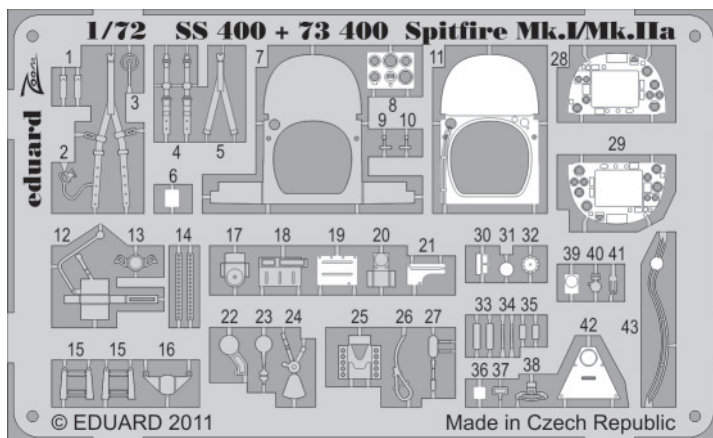 1/72 SS 400 + 73 400 Spitfire Mk.I/Mk.IIa
eduard Zoom
1 3 4 5 7 8 11 28
2 6 9 10 29
12 13 14 17 18 19 20 21 30 31 32 39 40 41
22 23 24 25 26 27 33 34 35 42 43
15 15 16 36 37 38
© EDUARD 2011 Made in Czech Republic